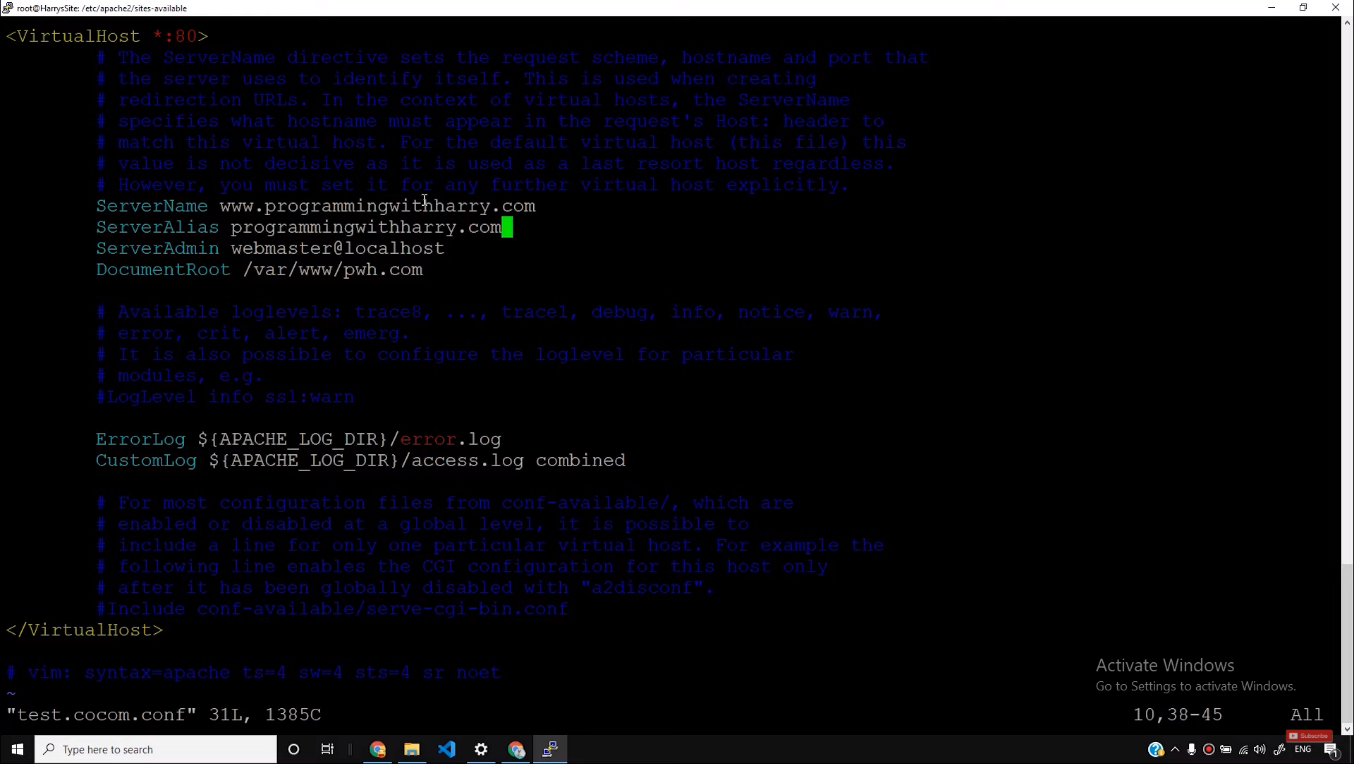 root@HarrysSite: /etc/apache2/sites-available
<VirtualHost *:80>
# The ServerName directive sets the request scheme, hostname and port that
# the server uses to identify itself. This is used when creating
# redirection URLs. In the context of virtual hosts, the ServerName
# specifies what hostname must appear in the request's Host: header to
# match this virtual host. For the default virtual host (this file) this
# value is not decisive as it is used as a last resort host regardless.
# However, you must set it for any further virtual host explicitly.
ServerName www.programmingwithharry.com
ServerAlias programmingwithharry.com
ServerAdmin webmaster@localhost
DocumentRoot /var/www/pwh.com
# Available loglevels: trace8, ..., trace1, debug, info, notice, warn,
# error, crit, alert, emerg.
# It is also possible to configure the loglevel for particular
# modules, e.g.
#LogLevel info ssl:warn
ErrorLog ${APACHE_LOG_DIR}/error.log
CustomLog ${APACHE_LOG_DIR}/access.log combined
# For most configuration files from conf-available/, which are
# enabled or disabled at a global level, it is possible to
# include a line for only one particular virtual host. For example the
# following line enables the CGI configuration for this host only
# after it has been globally disabled with "a2disconf".
#Include conf-available/serve-cgi-bin.conf
</VirtualHost>
# vim: syntax=apache ts=4 sw=4 sts=4 sr noet
~
Activate Windows
Go to Settings to activate Windows.
"test.cocom.conf" 31L, 1385C 10,38-45 All
Subscribe
Type here to search
ENG
1